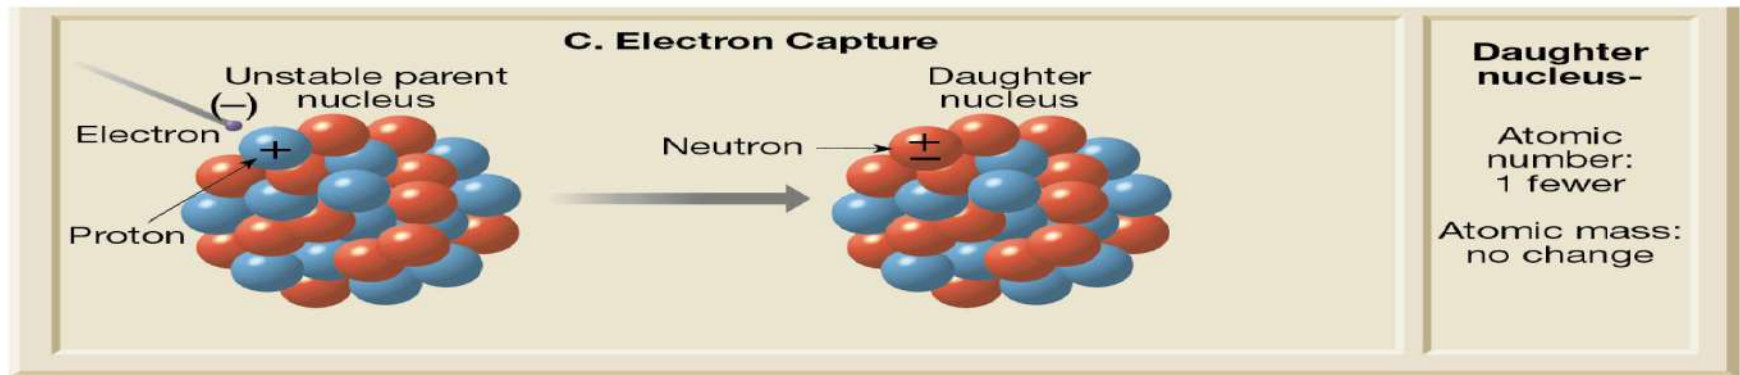 C. Electron Capture
Unstable parent
nucleus
(−)
Electron
+
Proton
Daughter
nucleus
Neutron
±
Daughter
nucleus-
Atomic
number:
1 fewer
Atomic mass:
no change